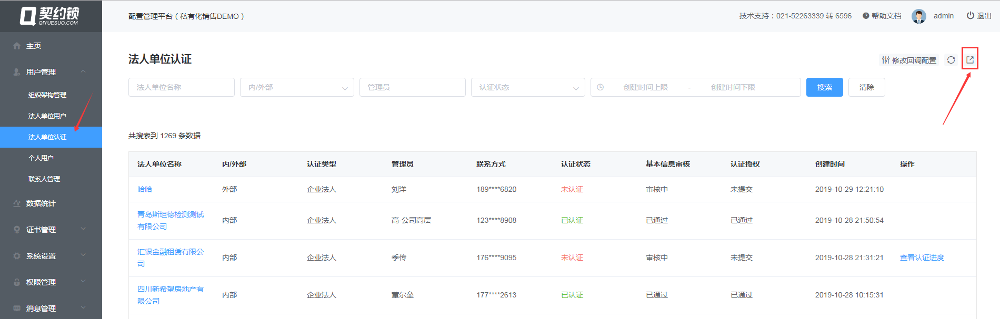 契约锁
QIYUESUO.COM
配置管理平台（私有化销售DEMO）
技术支持：021-52263339 转 6596
帮助文档
admin
退出
主页
用户管理
组织架构管理
法人单位用户
法人单位认证
个人用户
联系人管理
数据统计
证书管理
系统设置
权限管理
消息管理
法人单位认证
修改回调配置
法人单位名称
内/外部
管理员
认证状态
创建时间上限 - 创建时间下限
搜索
清除
共搜索到 1269 条数据
法人单位名称 内/外部 认证类型 管理员 联系方式 认证状态 基本信息审核 认证授权 创建时间 操作
哈哈 外部 企业法人 刘洋 189****6820 未认证 审核中 未提交 2019-10-29 12:21:10
青岛斯坦德检测测试
有限公司 内部 企业法人 高-公司高层 123****8908 已认证 已通过 已通过 2019-10-28 21:50:54
汇银金融租赁有限公
司 内部 企业法人 季传 176****9095 未认证 审核中 未提交 2019-10-28 21:31:21 查看认证进度
四川新希望房地产有
限公司 内部 企业法人 董尔垒 177****2613 已认证 已通过 已通过 2019-10-28 10:15:31